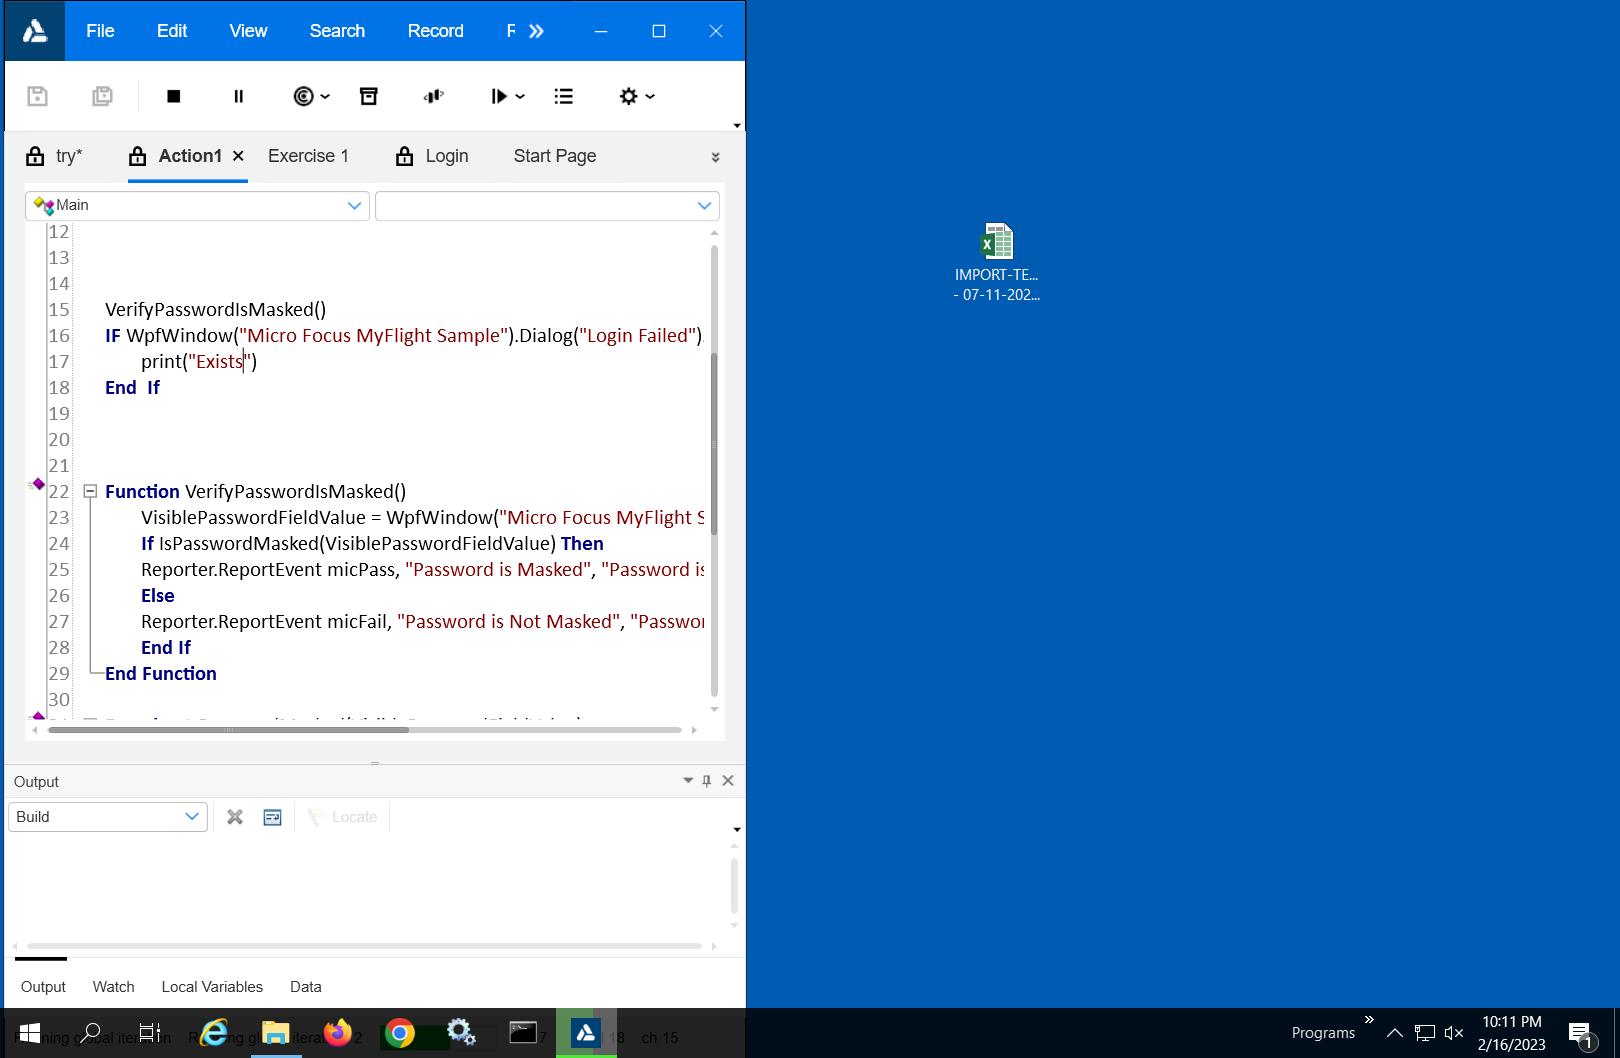 File Edit View Search Record
try* Action1 Exercise 1 Login Start Page
Main
12
13
14
15 VerifyPasswordIsMasked()
16 IF WpfWindow("Micro Focus MyFlight Sample").Dialog("Login Failed").
17 print("Exists")
18 End If
19
20
21
22 Function VerifyPasswordIsMasked()
23 VisiblePasswordFieldValue = WpfWindow("Micro Focus MyFlight S
24 If IsPasswordMasked(VisiblePasswordFieldValue) Then
25 Reporter.ReportEvent micPass, "Password is Masked", "Password is
26 Else
27 Reporter.ReportEvent micFail, "Password is Not Masked", "Passwor
28 End If
29 End Function
30
Output
Build
Locate
Output Watch Local Variables Data
IMPORT-TE...
- 07-11-202...
ch 15
Programs
10:11 PM
2/16/2023
1